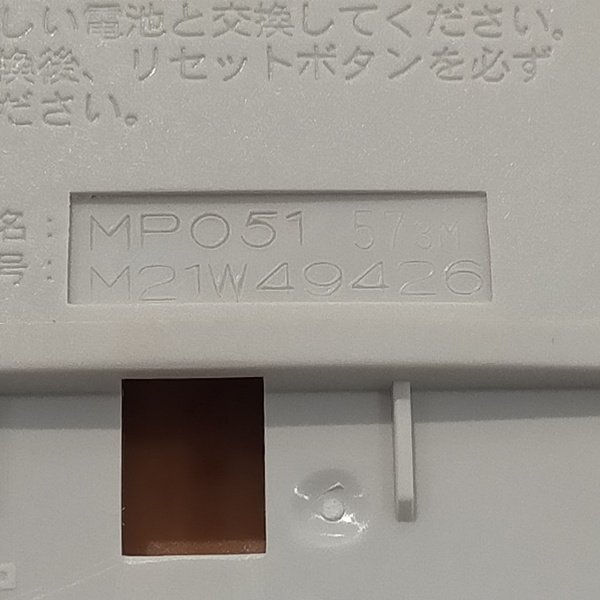 しい電池と交換してください。
換後、リセットボタンを必ず
ださい。
名： MP051 573M
号： M21W49426